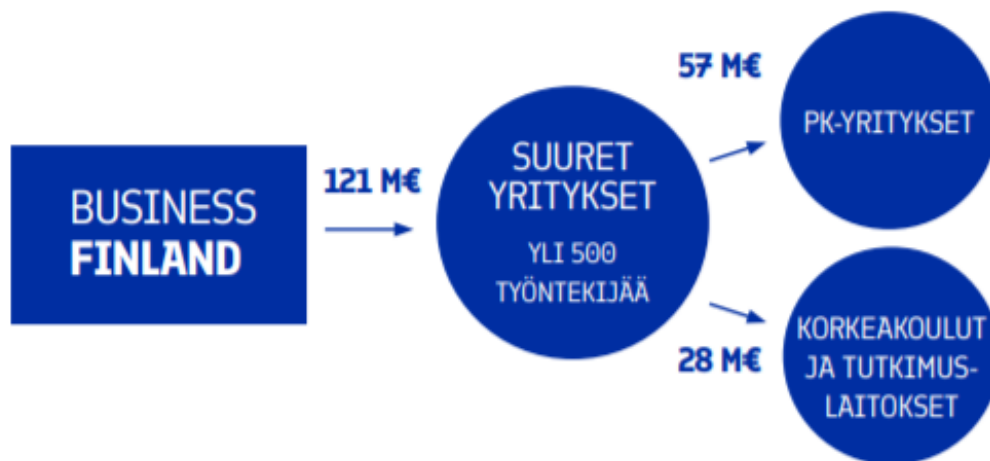 BUSINESS
FINLAND
121 M€
SUURET
YRITYKSET
YLI 500
TYÖNTEKIJÄÄ
57 M€
PK-YRITYKSET
28 M€
KORKEAKOULUT
JA TUTKIMUS-
LAITOKSET